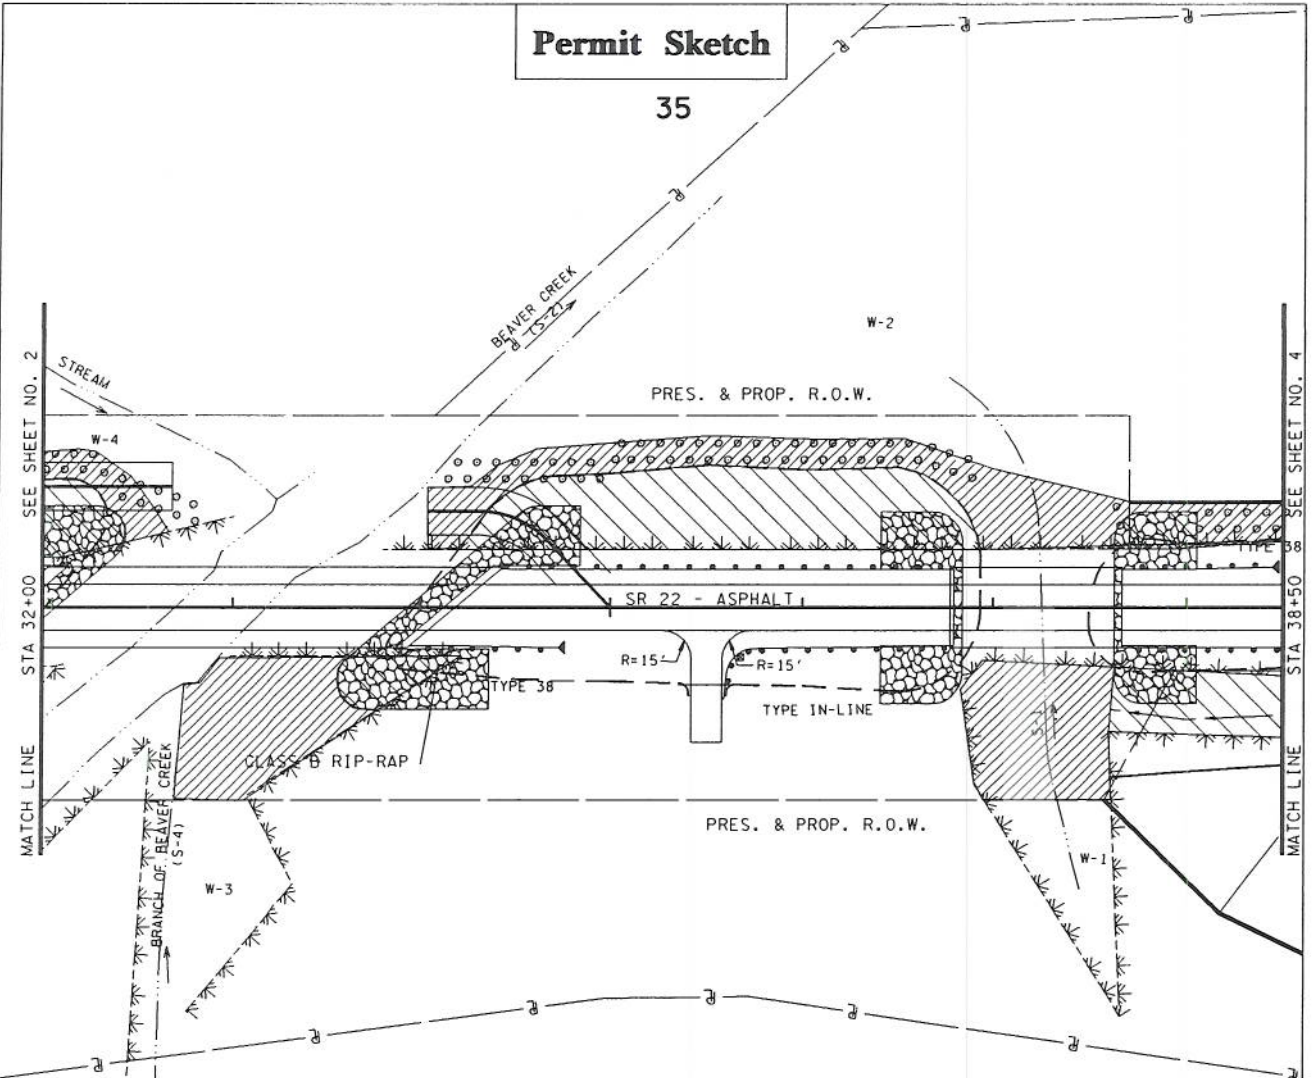 Permit Sketch
35
BEAVER CREEK
(S-2)
W-2
STREAM
W-4
PRES. & PROP. R.O.W.
SEE SHEET NO. 2
STA 32+00
MATCH LINE
SEE SHEET NO. 4
STA 38+50
MATCH LINE
TYPE 38
SR 22 - ASPHALT
R=15'
R=15'
TYPE 38
TYPE IN-LINE
S-1
CLASS B RIP-RAP
PRES. & PROP. R.O.W.
BRANCH OF BEAVER CREEK
(S-4)
W-3
W-1